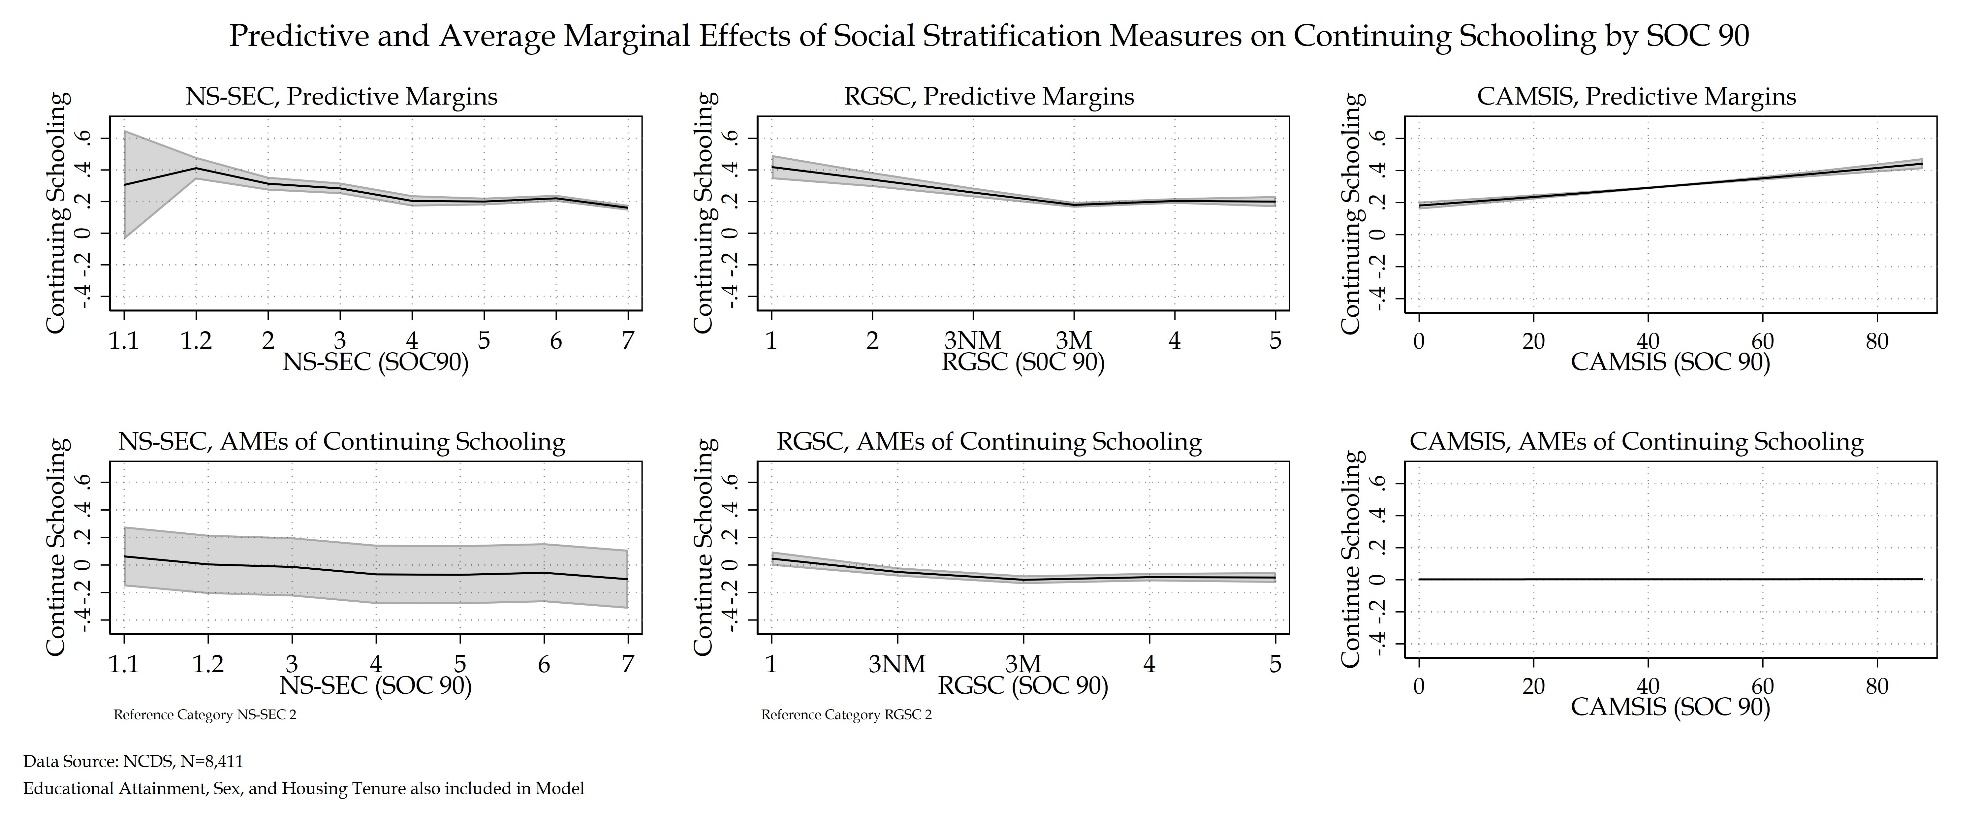 Predictive and Average Marginal Effects of Social Stratification Measures on Continuing Schooling by SOC 90
NS-SEC, Predictive Margins
Continuing Schooling
.6
.4
.2
0
-.2
-.4
1.1 1.2 2 3 4 5 6 7
NS-SEC (SOC90)
RGSC, Predictive Margins
Continuing Schooling
.6
.4
.2
0
-.2
-.4
1 2 3NM 3M 4 5
RGSC (S0C 90)
CAMSIS, Predictive Margins
Continuing Schooling
.6
.4
.2
0
-.2
-.4
0 20 40 60 80
CAMSIS (SOC 90)
NS-SEC, AMEs of Continuing Schooling
Continue Schooling
.6
.4
.2
0
-.2
-.4
1.1 1.2 3 4 5 6 7
NS-SEC (SOC 90)
Reference Category NS-SEC 2
RGSC, AMEs of Continuing Schooling
Continue Schooling
.6
.4
.2
0
-.2
-.4
1 3NM 3M 4 5
RGSC (SOC 90)
Reference Category RGSC 2
CAMSIS, AMEs of Continuing Schooling
Continue Schooling
.6
.4
.2
0
-.2
-.4
0 20 40 60 80
CAMSIS (SOC 90)
Data Source: NCDS, N=8,411
Educational Attainment, Sex, and Housing Tenure also included in Model